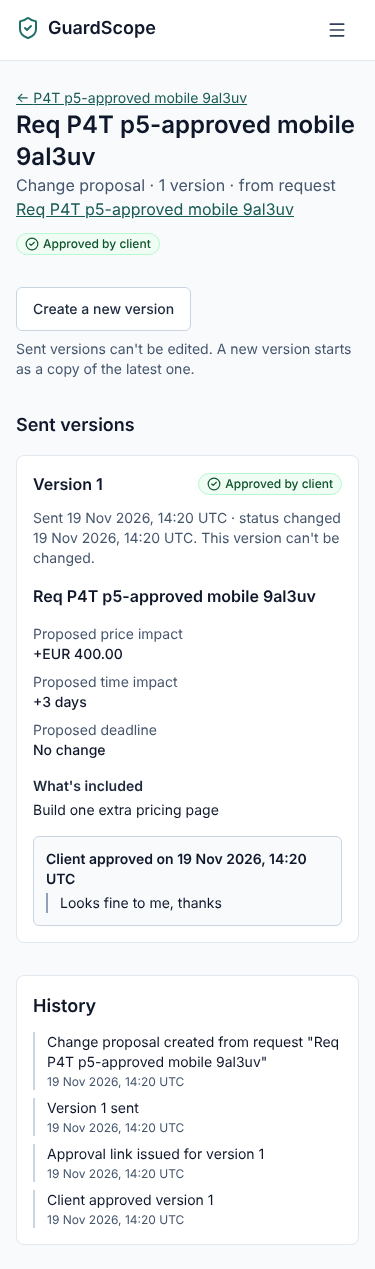 GuardScope
← P4T p5-approved mobile 9al3uv
Req P4T p5-approved mobile
9al3uv
Change proposal · 1 version · from request
Req P4T p5-approved mobile 9al3uv
Approved by client
Create a new version
Sent versions can't be edited. A new version starts
as a copy of the latest one.
Sent versions
Version 1
Approved by client
Sent 19 Nov 2026, 14:20 UTC · status changed
19 Nov 2026, 14:20 UTC. This version can't be
changed.
Req P4T p5-approved mobile 9al3uv
Proposed price impact
+EUR 400.00
Proposed time impact
+3 days
Proposed deadline
No change
What's included
Build one extra pricing page
Client approved on 19 Nov 2026, 14:20
UTC
Looks fine to me, thanks
History
Change proposal created from request "Req
P4T p5-approved mobile 9al3uv"
19 Nov 2026, 14:20 UTC
Version 1 sent
19 Nov 2026, 14:20 UTC
Approval link issued for version 1
19 Nov 2026, 14:20 UTC
Client approved version 1
19 Nov 2026, 14:20 UTC